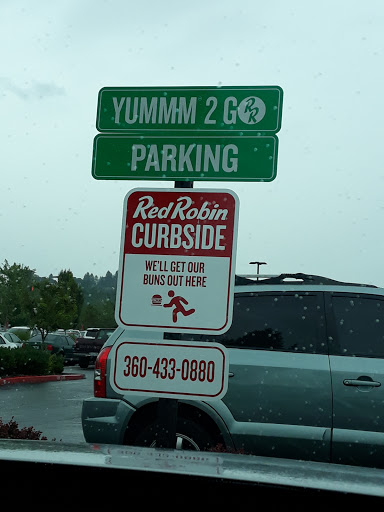 YUMMM 2 GO
PARKING
Red Robin
CURBSIDE
WE'LL GET OUR
BUNS OUT HERE
360-433-0880